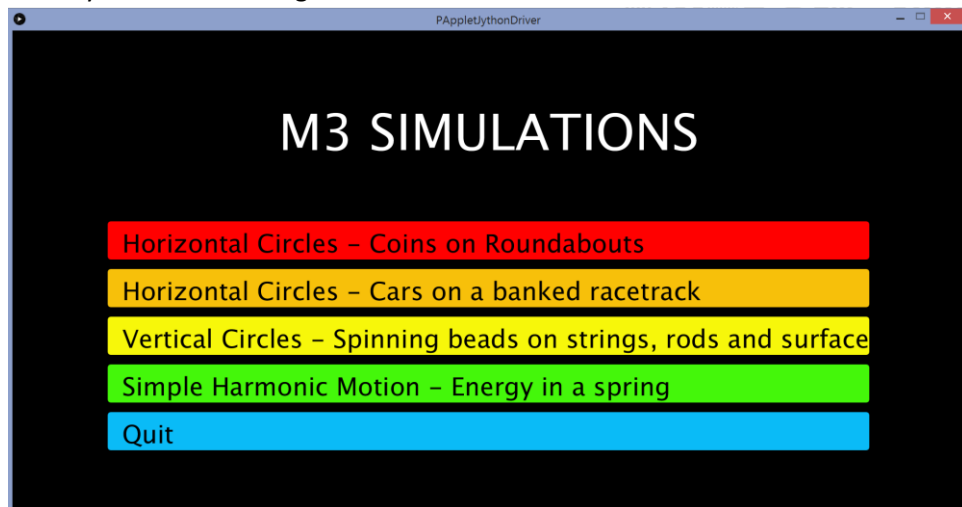 PAppletJythonDriver
M3 SIMULATIONS
Horizontal Circles – Coins on Roundabouts
Horizontal Circles – Cars on a banked racetrack
Vertical Circles – Spinning beads on strings, rods and surface
Simple Harmonic Motion – Energy in a spring
Quit